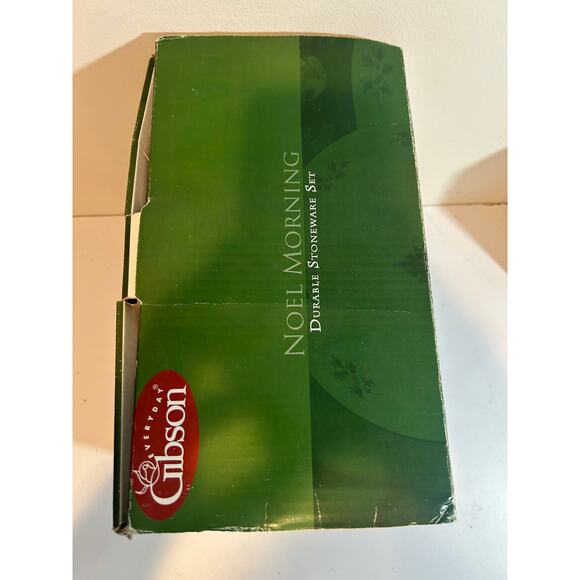 NOEL MORNING
DURABLE STONEWARE SET
EVERYDAY®
Gibson